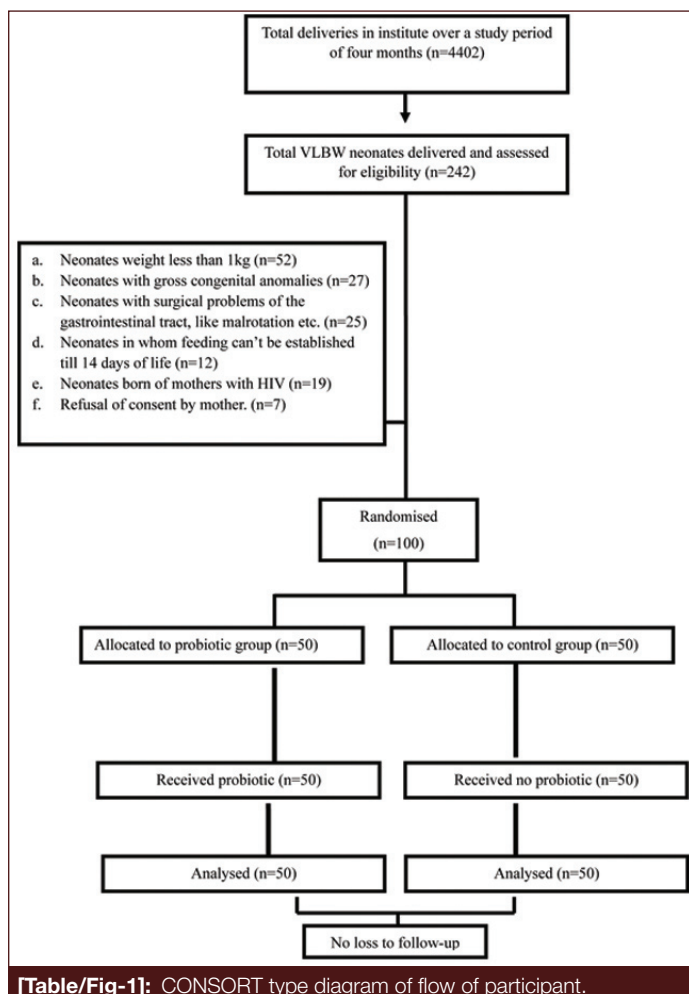 Total deliveries in institute over a study period
of four months (n=4402)
Total VLBW neonates delivered and assessed
for eligibility (n=242)
a. Neonates weight less than 1kg (n=52)
b. Neonates with gross congenital anomalies (n=27)
c. Neonates with surgical problems of the
gastrointestinal tract, like malrotation etc. (n=25)
d. Neonates in whom feeding can't be established
till 14 days of life (n=12)
e. Neonates born of mothers with HIV (n=19)
f. Refusal of consent by mother. (n=7)
Randomised
(n=100)
Allocated to probiotic group (n=50)
Allocated to control group (n=50)
Received probiotic (n=50)
Received no probiotic (n=50)
Analysed (n=50)
Analysed (n=50)
No loss to follow-up
[Table/Fig-1]: CONSORT type diagram of flow of participant.